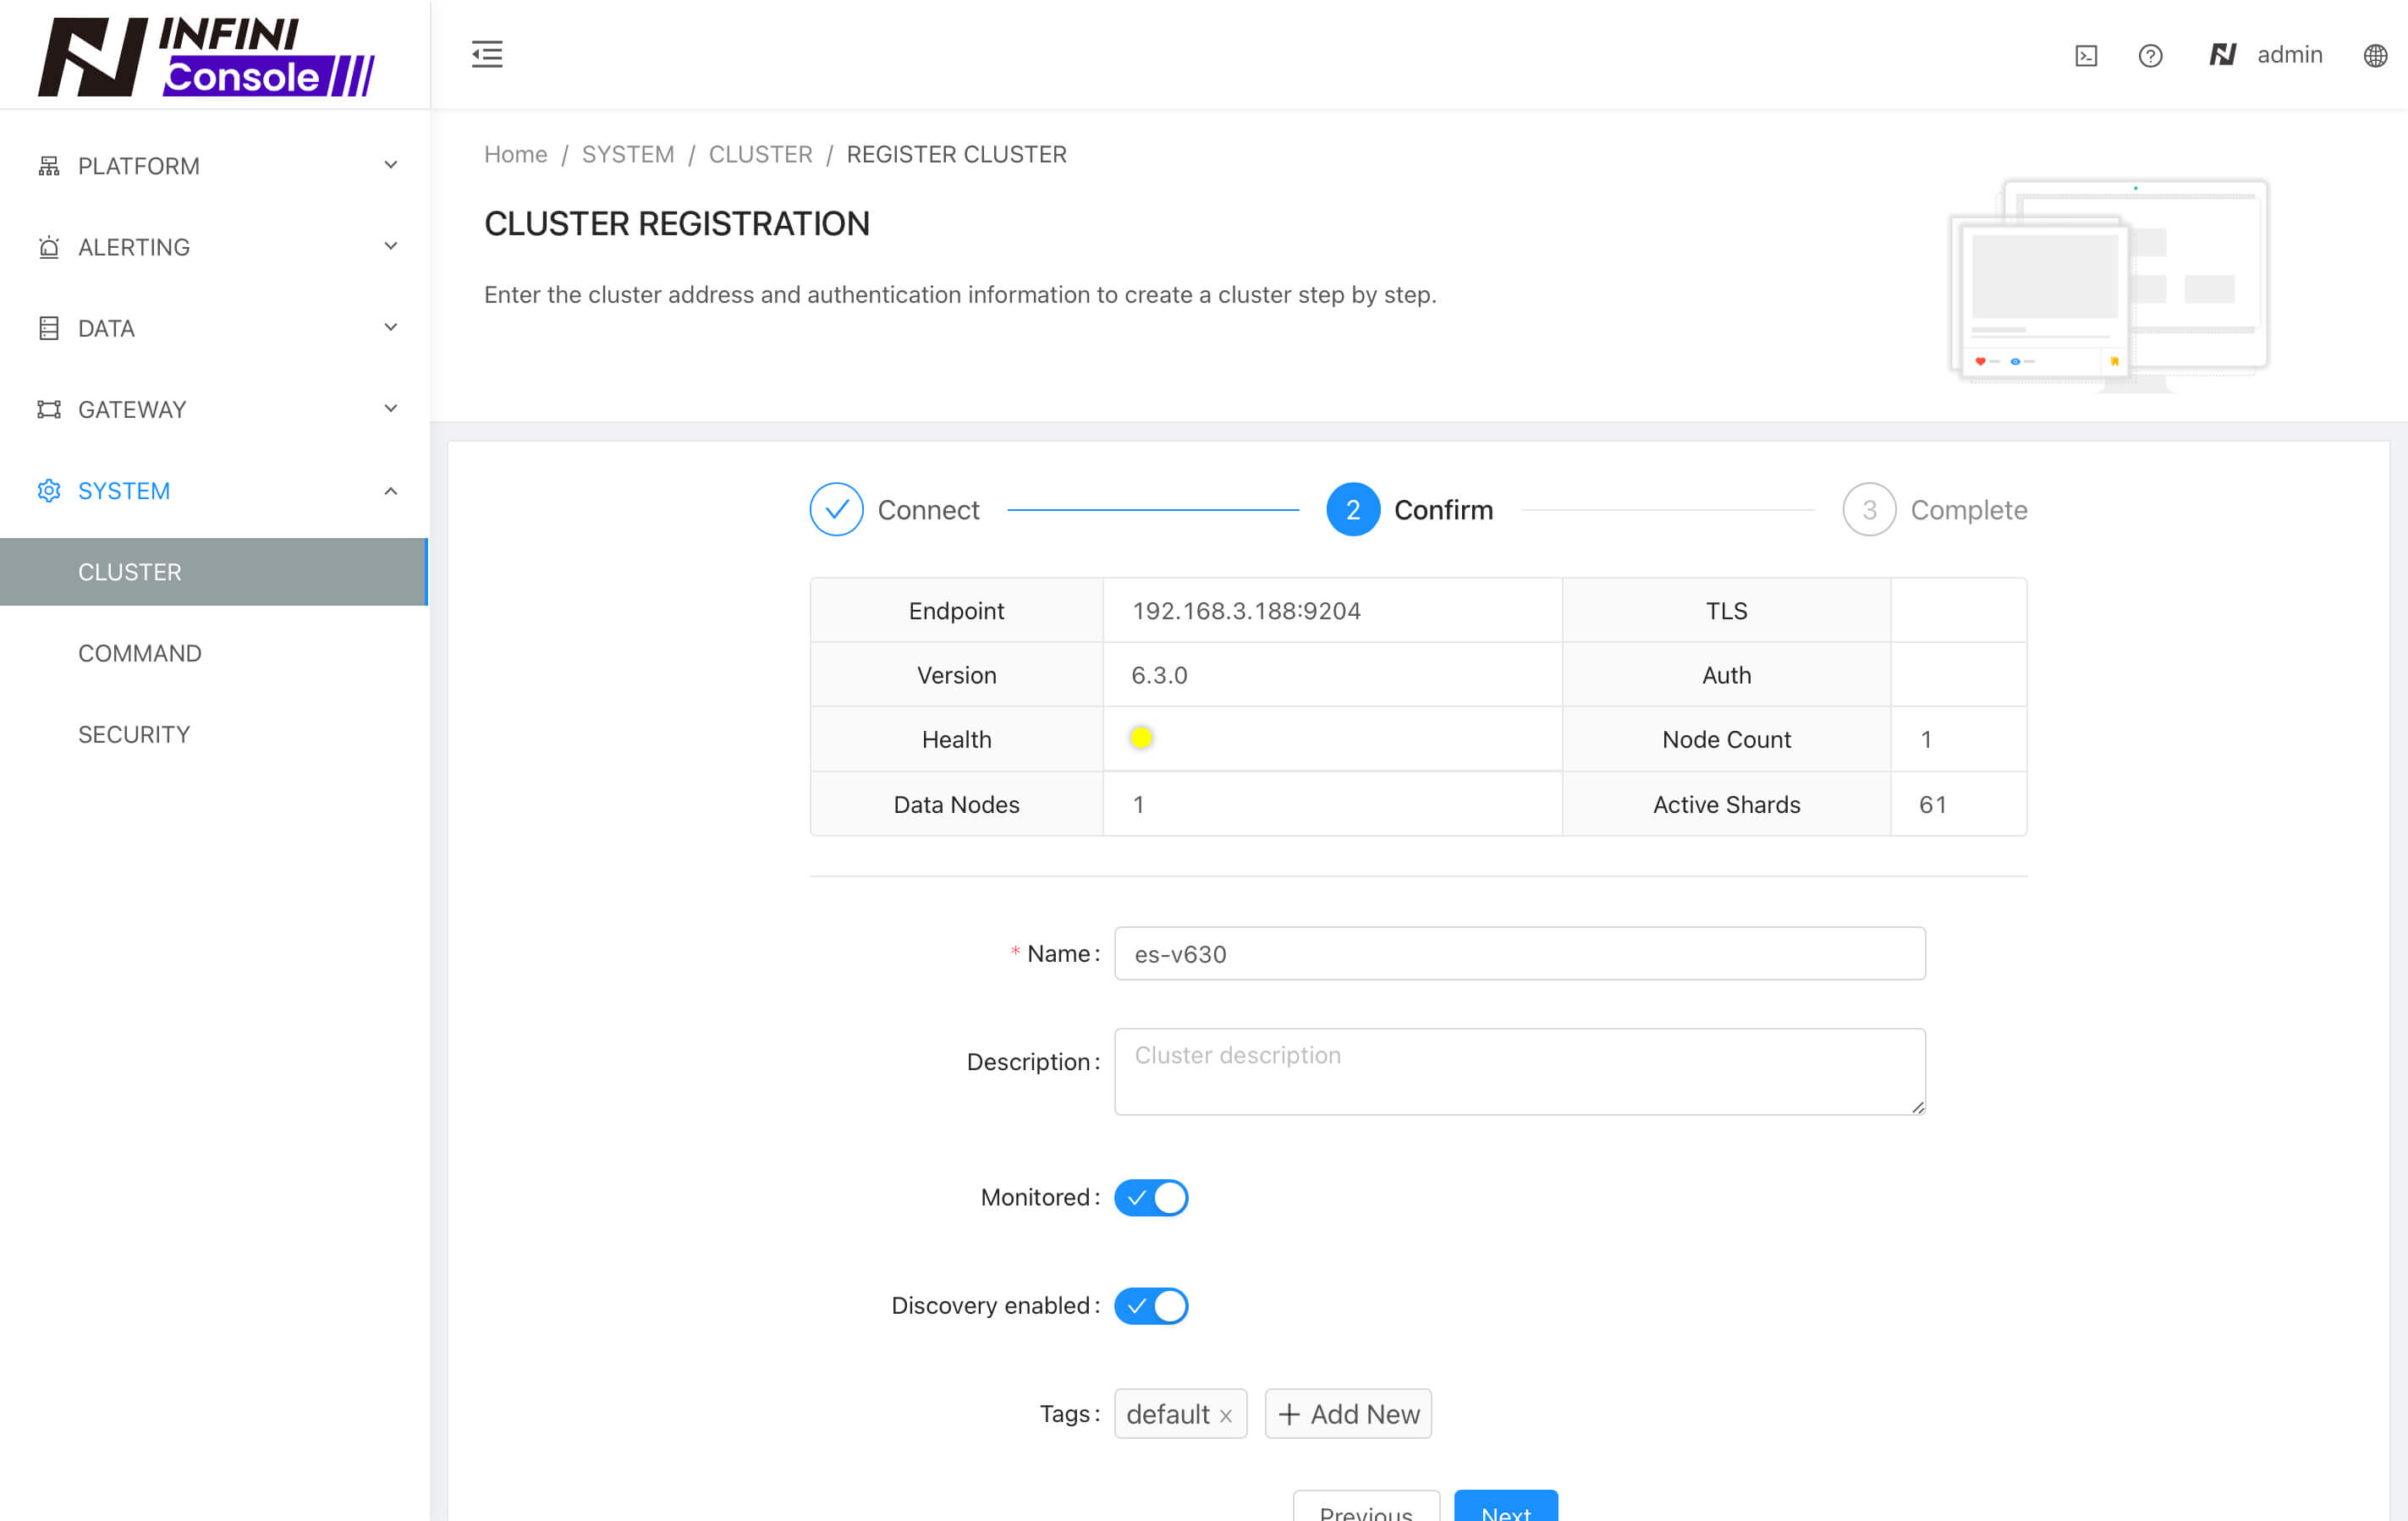 INFINI
Console
admin
PLATFORM
ALERTING
DATA
GATEWAY
SYSTEM
CLUSTER
COMMAND
SECURITY
Home / SYSTEM / CLUSTER / REGISTER CLUSTER
CLUSTER REGISTRATION
Enter the cluster address and authentication information to create a cluster step by step.
Connect 2 Confirm 3 Complete
Endpoint 192.168.3.188:9204 TLS
Version 6.3.0 Auth
Health Node Count 1
Data Nodes 1 Active Shards 61
* Name: es-v630
Description: Cluster description
Monitored:
Discovery enabled:
Tags: default × + Add New
Previous Next